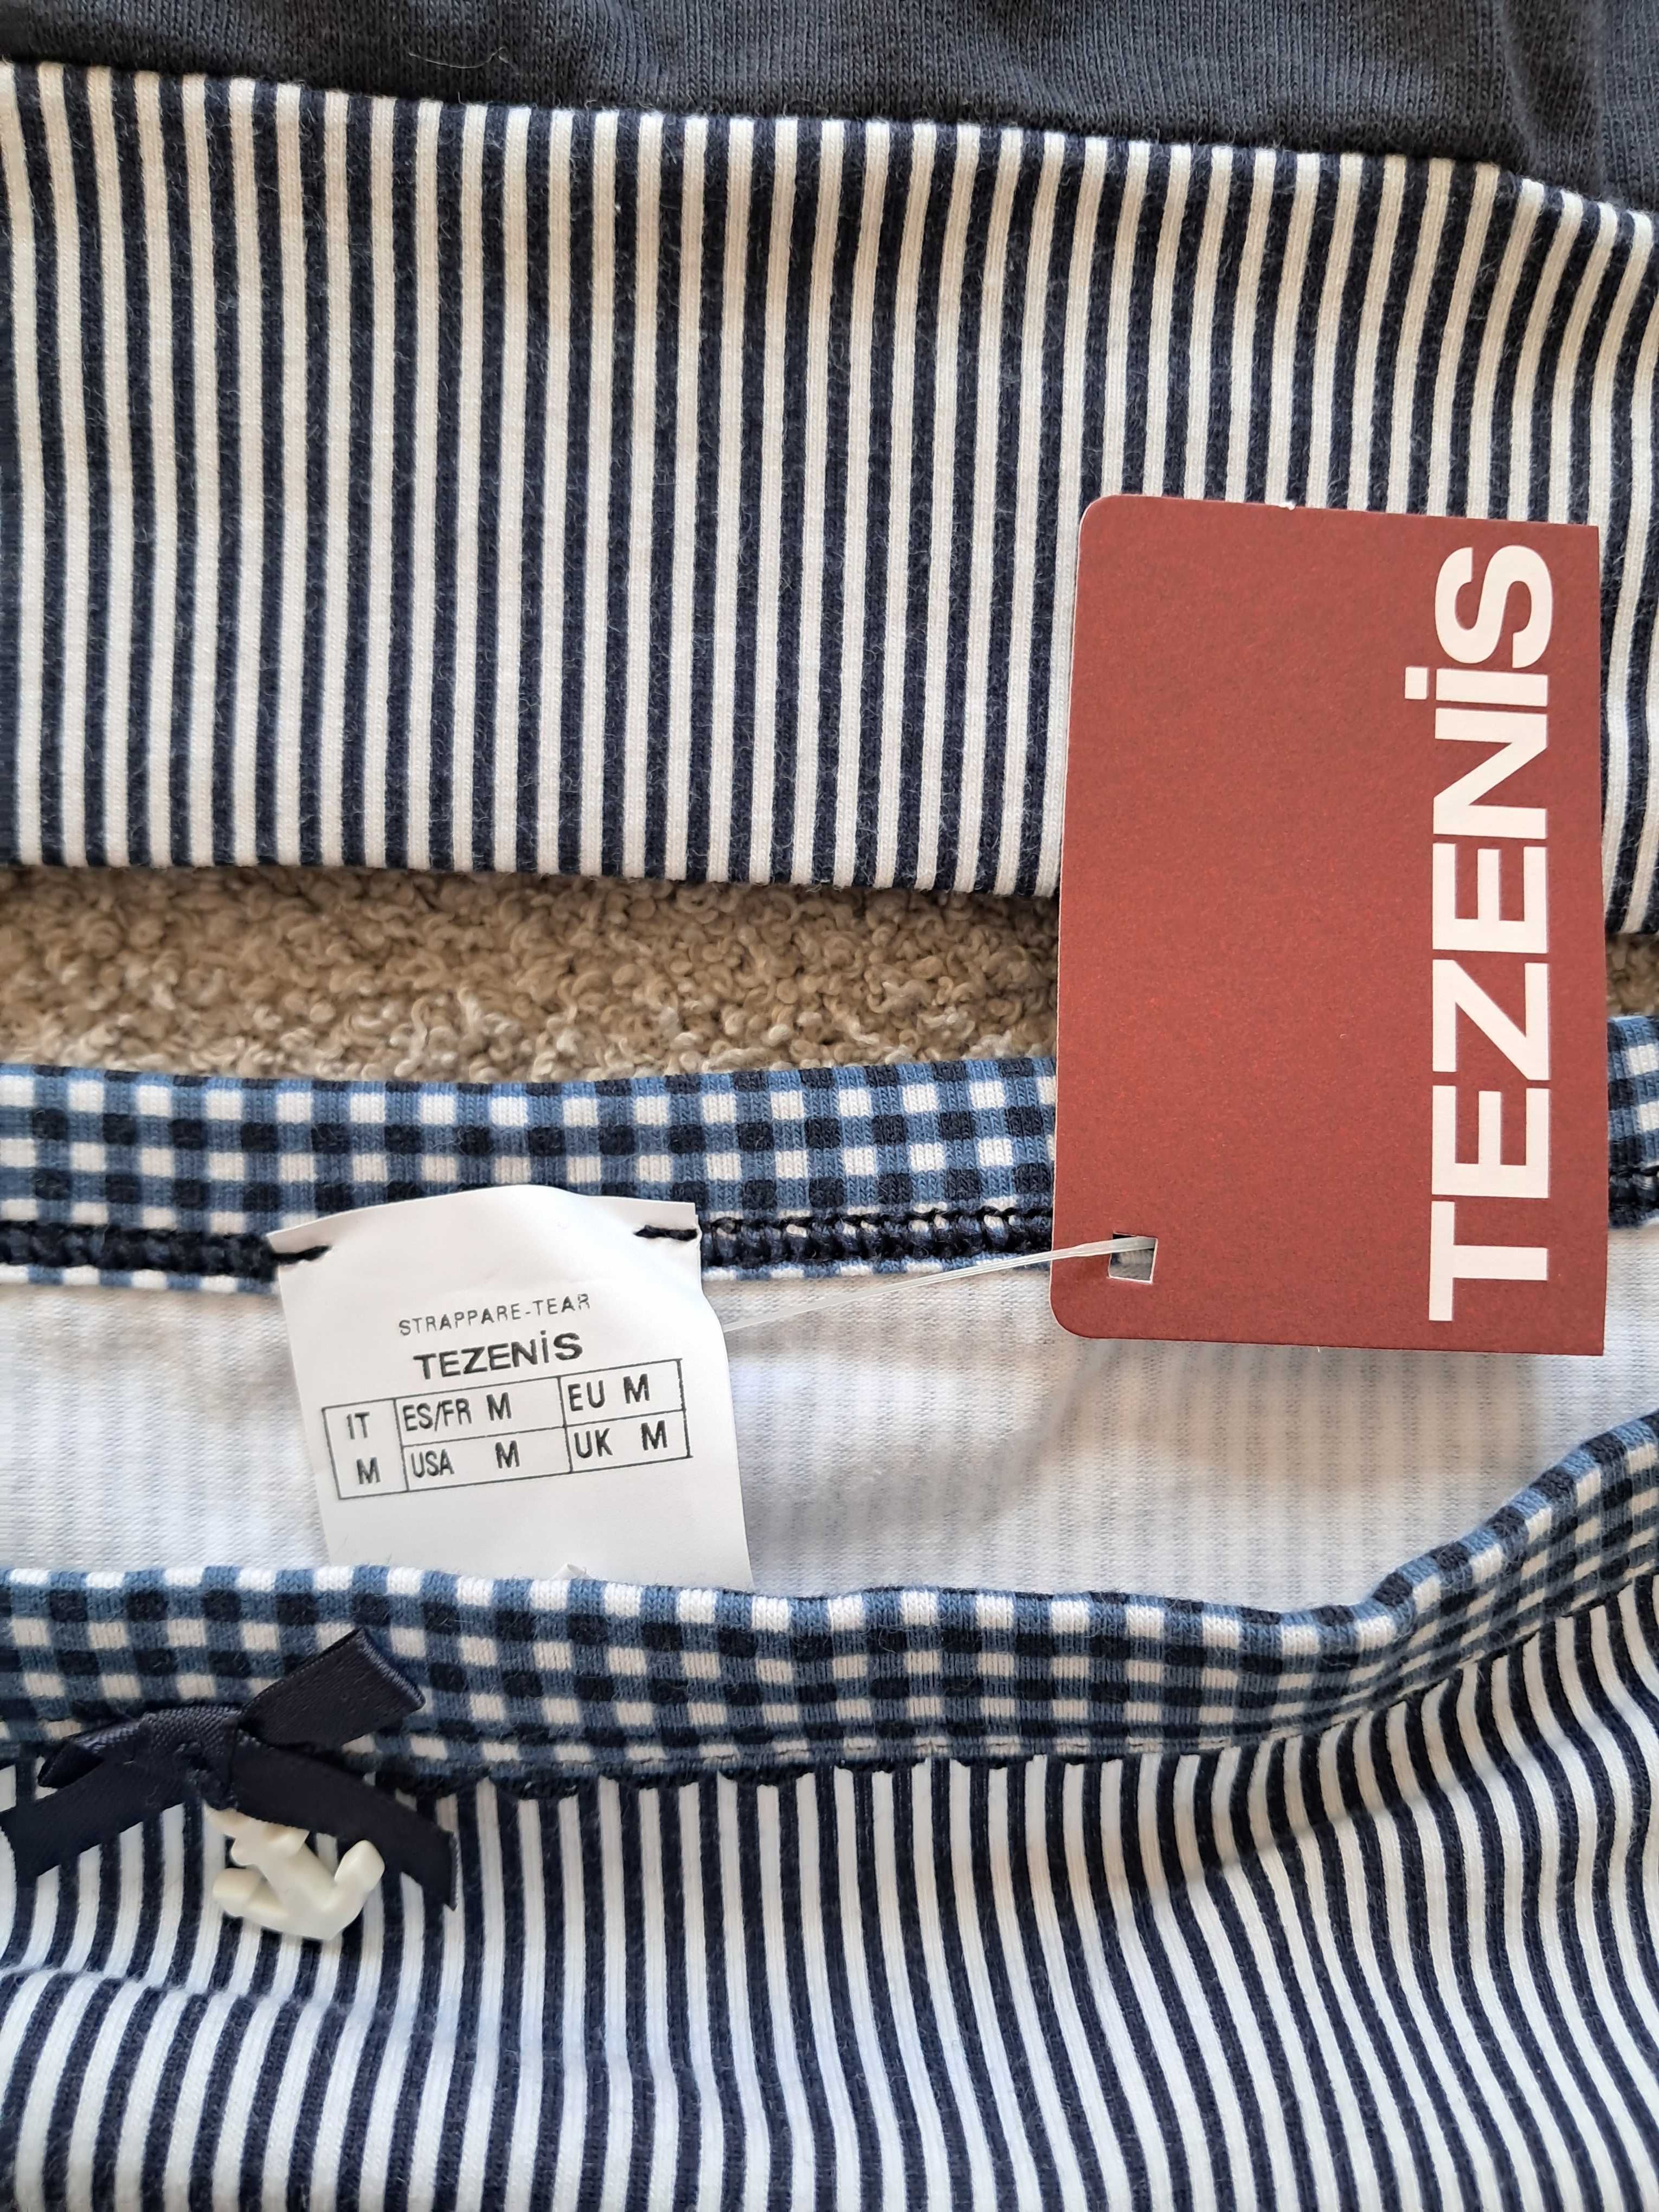 TEZENiS
STRAPPARE-TEAR
TEZENiS
IT M
ES/FR M
EU M
USA M
UK M